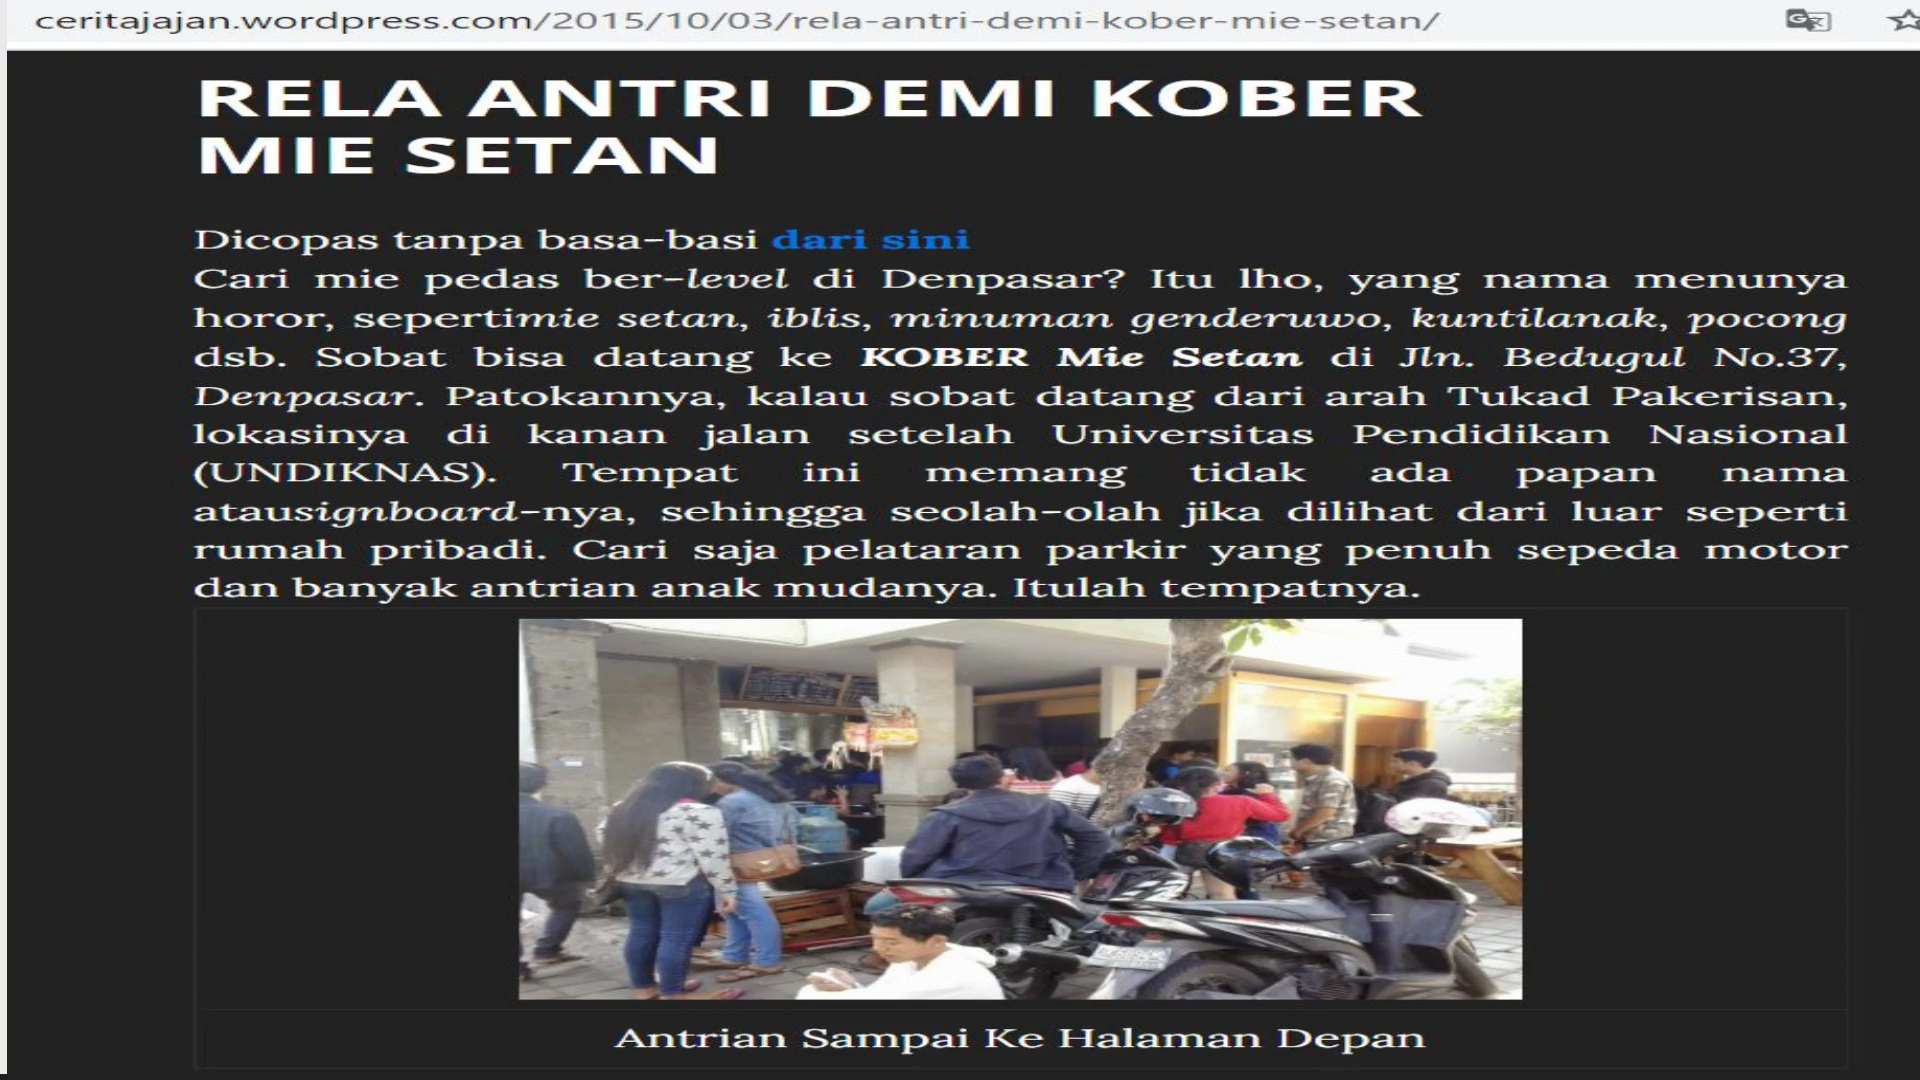 ceritajajan.wordpress.com/2015/10/03/rela-antri-demi-kober-mie-setan/
RELA ANTRI DEMI KOBER
MIE SETAN
Dicopas tanpa basa-basi dari sini
Cari mie pedas ber-level di Denpasar? Itu lho, yang nama menunya
horor, sepertimie setan, iblis, minuman genderuwo, kuntilanak, pocong
dsb. Sobat bisa datang ke KOBER Mie Setan di Jln. Bedugul No.37,
Denpasar. Patokannya, kalau sobat datang dari arah Tukad Pakerisan,
lokasinya di kanan jalan setelah Universitas Pendidikan Nasional
(UNDIKNAS). Tempat ini memang tidak ada papan nama
atausignboard-nya, sehingga seolah-olah jika dilihat dari luar seperti
rumah pribadi. Cari saja pelataran parkir yang penuh sepeda motor
dan banyak antrian anak mudanya. Itulah tempatnya.
Antrian Sampai Ke Halaman Depan